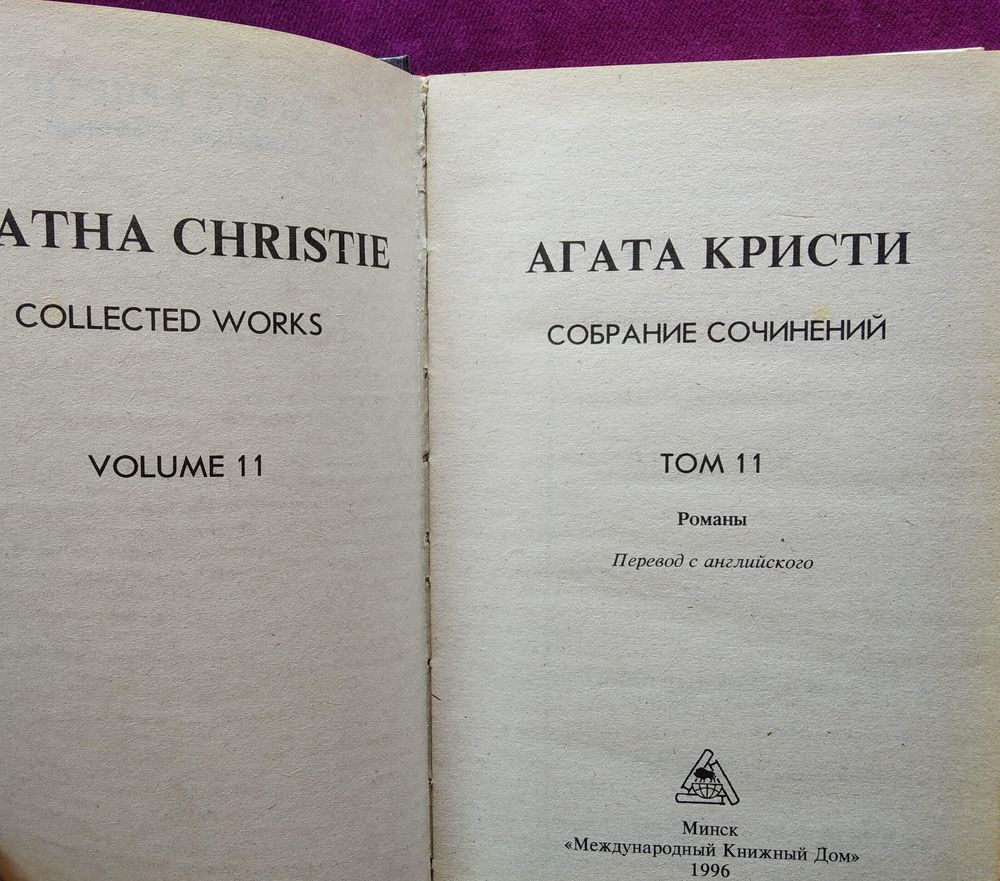 ATHA CHRISTIE
COLLECTED WORKS
VOLUME 11
АГАТА КРИСТИ
СОБРАНИЕ СОЧИНЕНИЙ
ТОМ 11
Романы
Перевод с английского
Минск
«Международный Книжный Дом»
1996